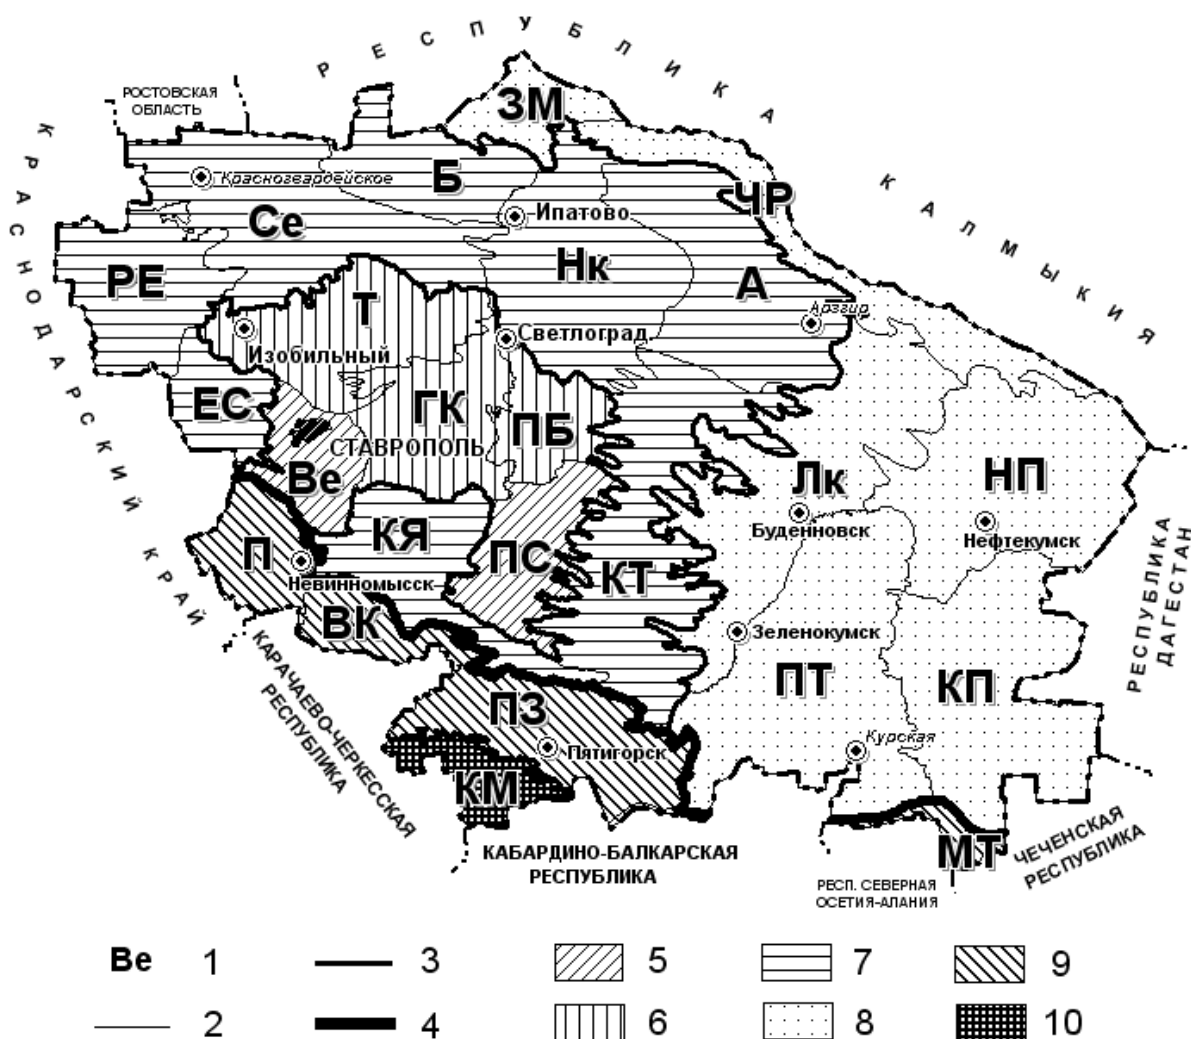 РЕСПУБЛИКА КАЛМЫКИЯ
РОСТОВСКАЯ
ОБЛАСТЬ
КРАСНОДАРСКИЙ КРАЙ
ЗМ
Б
Красногвардейское
ЧР
Ипатово
Се
Нк
РЕ
А
Т
Арзгир
Светлоград
Изобильный
ЕС
ГК
ПБ
СТАВРОПОЛЬ
Ве
Лк
НП
Буденновск
Нефтекумск
КЯ
П
ПС
КТ
Невинномысск
ВК
Зеленокумск
РЕСПУБЛИКА
ДАГЕСТАН
ПТ
КП
КАРАЧАЕВО-ЧЕРКЕССКАЯ
РЕСПУБЛИКА
ПЗ
Пятигорск
Курская
КМ
МТ
ЧЕЧЕНСКАЯ
РЕСПУБЛИКА
КАБАРДИНО-БАЛКАРСКАЯ
РЕСПУБЛИКА
РЕСП. СЕВЕРНАЯ
ОСЕТИЯ-АЛАНИЯ
Ве 1 3 5 7 9
2 4 6 8 10